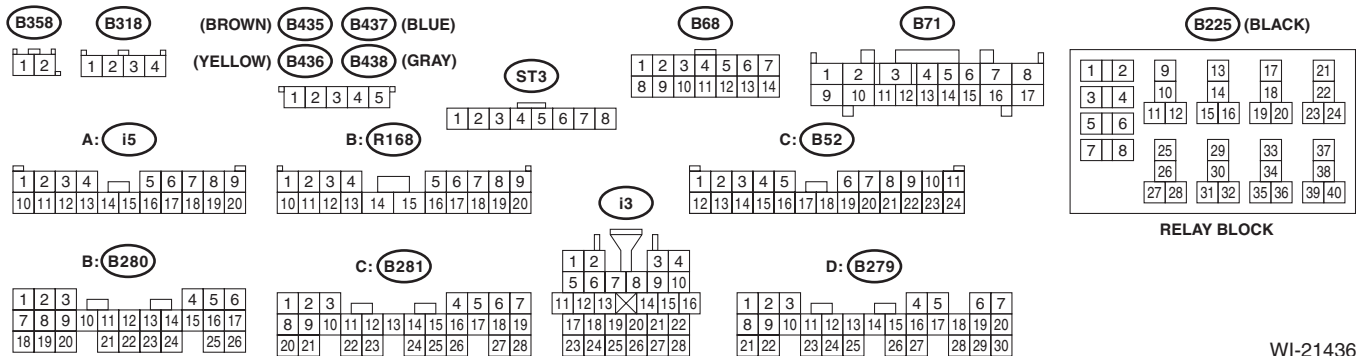 B358 B318 (BROWN) B435 B437 (BLUE) B68 B71 B225 (BLACK)
(YELLOW) B436 B438 (GRAY)
ST3
1 2
1 2 3 4
1 2 3 4 5
1 2 3 4 5 6 7 8
1 2 3 4 5 6 7
8 9 10 11 12 13 14
1 2 3 4 5 6 7 8
9 10 11 12 13 14 15 16 17
1 2 9 13 17 21
3 4 10 14 18 22
11 12 15 16 19 20 23 24
5 6
7 8 25 29 33 37
26 30 34 38
27 28 31 32 35 36 39 40
RELAY BLOCK
A: i5
1 2 3 4 5 6 7 8 9
10 11 12 13 14 15 16 17 18 19 20
B: R168
1 2 3 4 5 6 7 8 9
10 11 12 13 14 15 16 17 18 19 20
C: B52
1 2 3 4 5 6 7 8 9 10 11
12 13 14 15 16 17 18 19 20 21 22 23 24
B: B280
1 2 3 4 5 6
7 8 9 10 11 12 13 14 15 16 17
18 19 20 21 22 23 24 25 26
C: B281
1 2 3 4 5 6 7
8 9 10 11 12 13 14 15 16 17 18 19
20 21 22 23 24 25 26 27 28
i3
1 2 3 4
5 6 7 8 9 10
11 12 13 14 15 16
17 18 19 20 21 22
23 24 25 26 27 28
D: B279
1 2 3 4 5 6 7
8 9 10 11 12 13 14 15 16 17 18 19 20
21 22 23 24 25 26 27 28 29 30
WI-21436